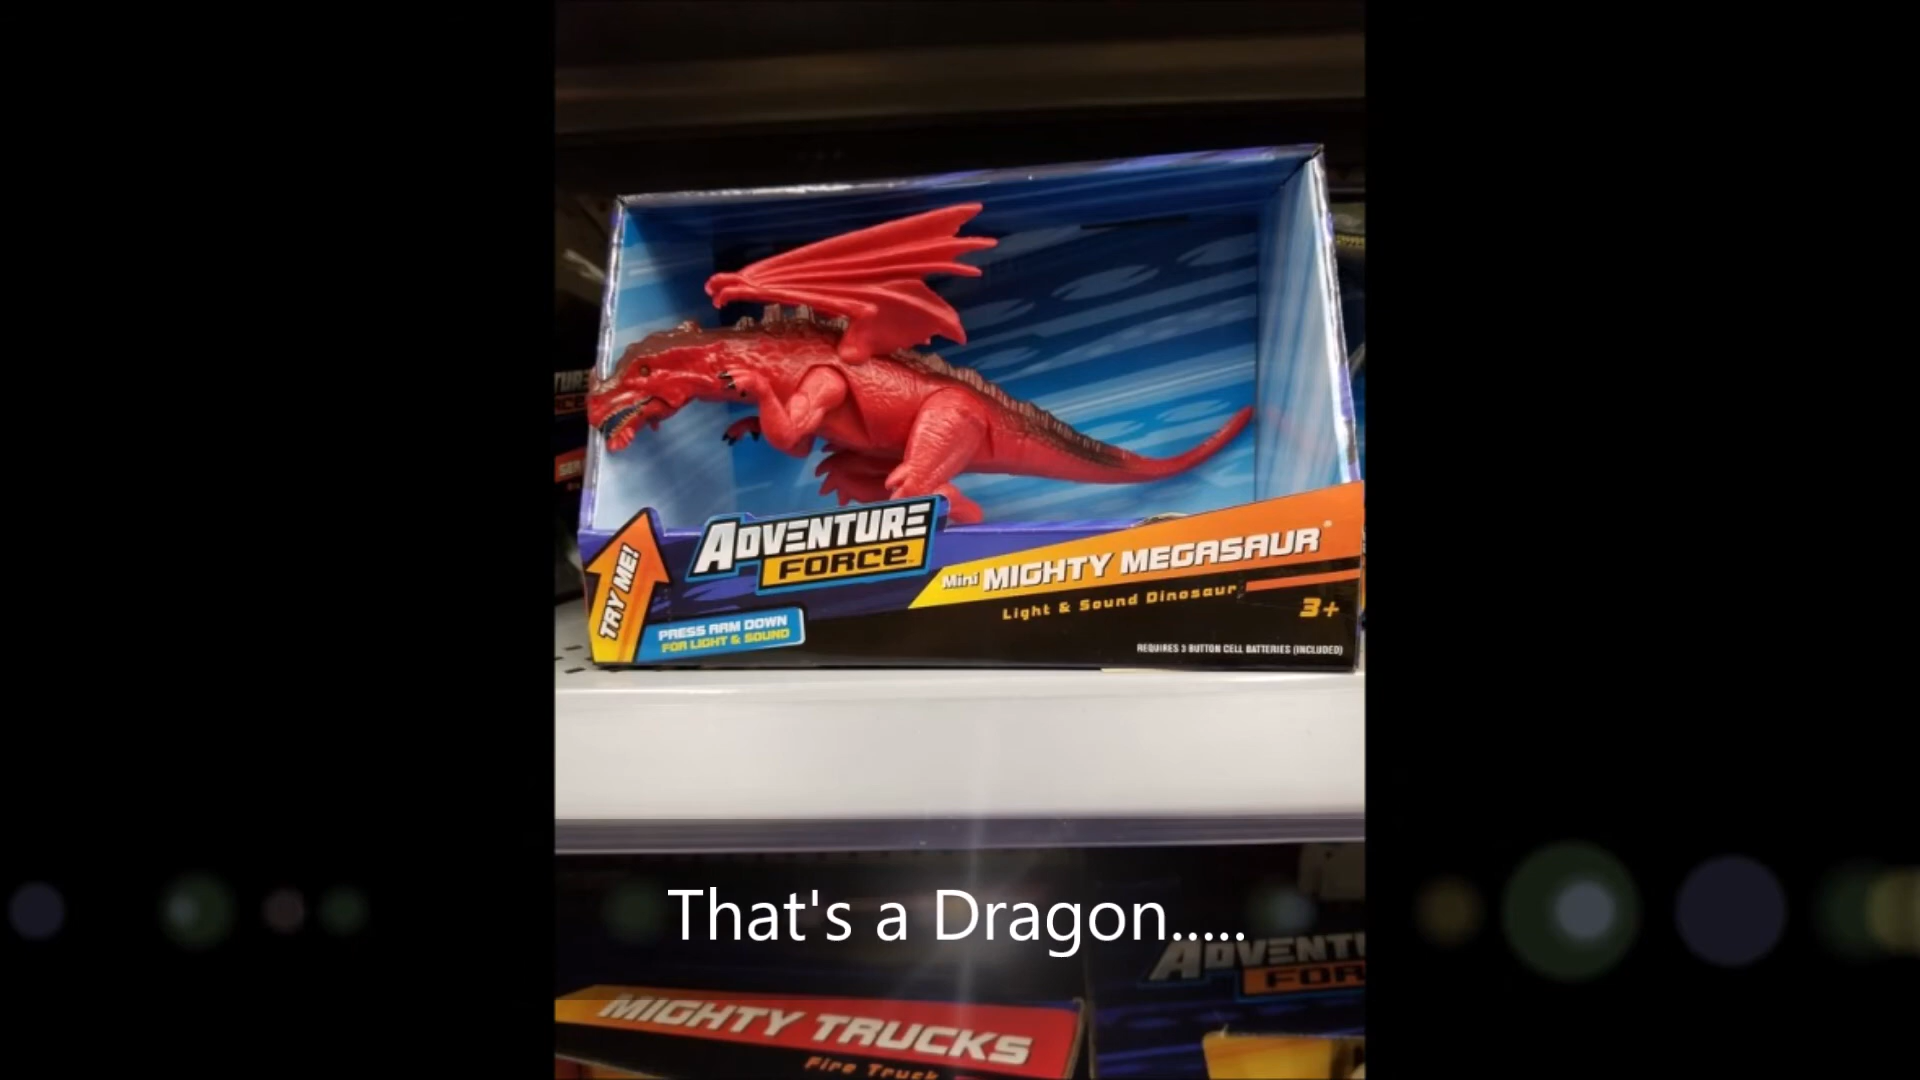 ADVENTURE
FORCE
Mini MIGHTY MEGASAUR
Light & Sound Dinosaur
3+
TRY ME!
PRESS ARM DOWN
FOR LIGHT & SOUND
REQUIRES 3 BUTTON CELL BATTERIES (INCLUDED)
That's a Dragon.....
MIGHTY TRUCKS
Fire Truck